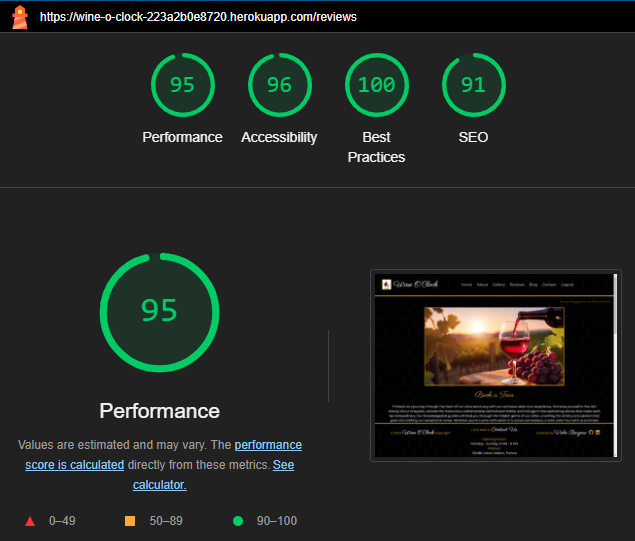 https://wine-o-clock-223a2b0e8720.herokuapp.com/reviews
95
96
100
91
Performance
Accessibility
Best
Practices
SEO
95
Performance
Values are estimated and may vary. The performance
score is calculated directly from these metrics. See
calculator.
0–49
50–89
90–100
Wine O'Clock
Home About Gallery Reviews Blog Contact Logout
Book a Tour
Contact Us